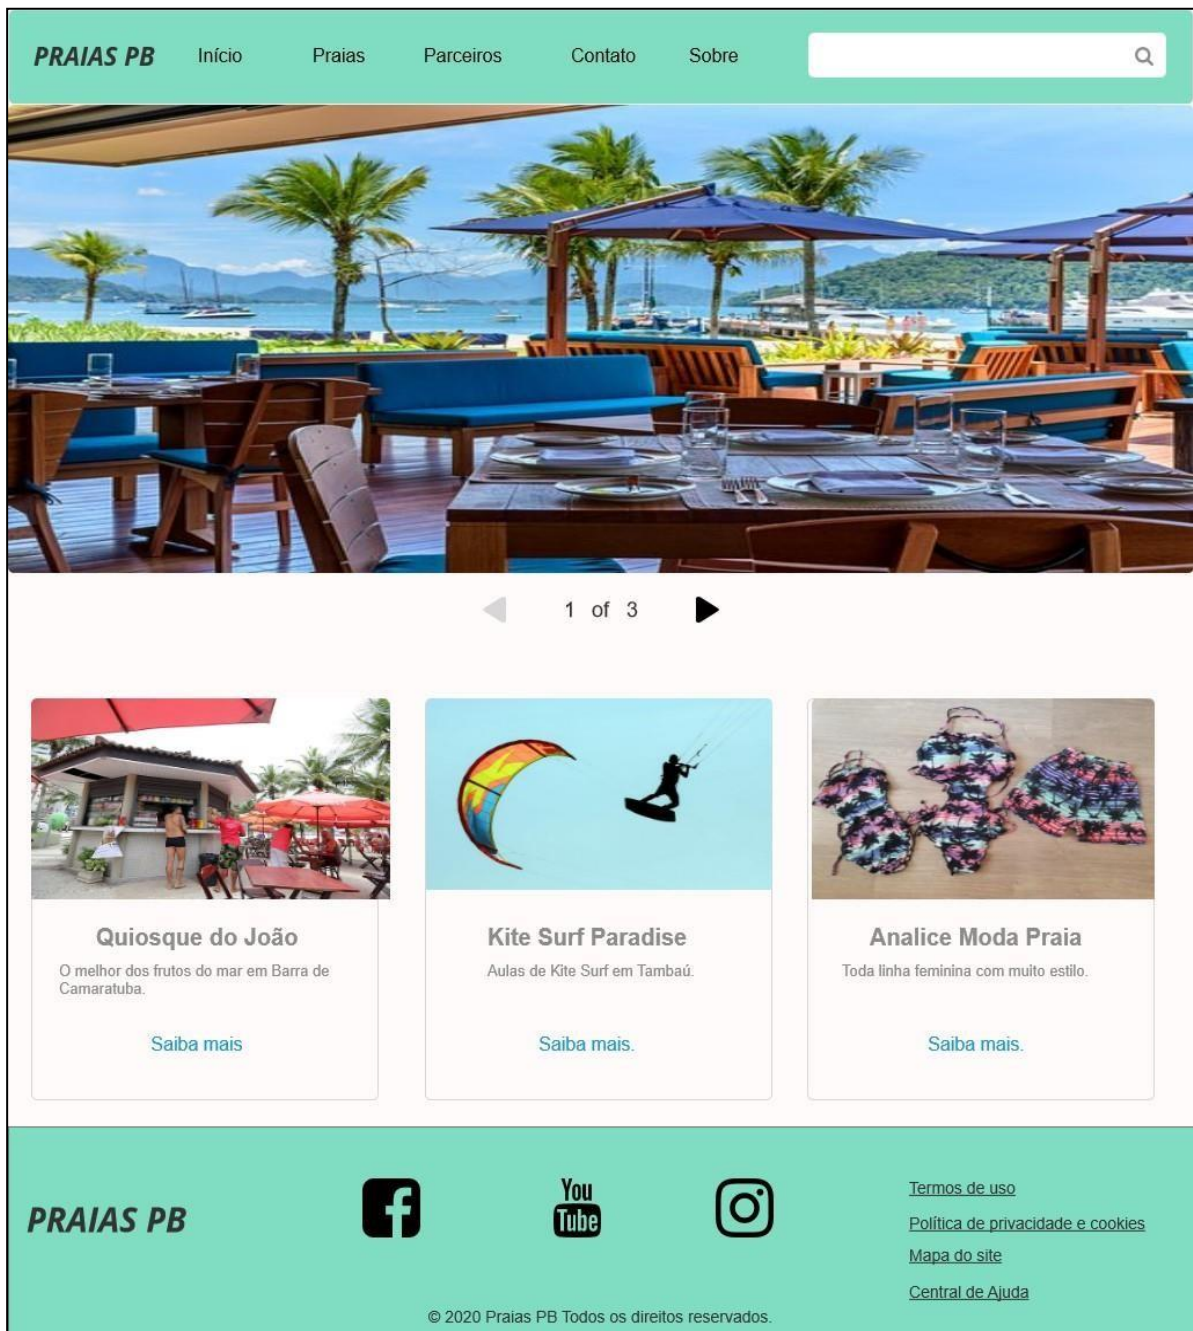 PRAIAS PB Início Praias Parceiros Contato Sobre
1 of 3
Quiosque do João
O melhor dos frutos do mar em Barra de
Camaratuba.
Saiba mais
Kite Surf Paradise
Aulas de Kite Surf em Tambaú.
Saiba mais.
Analice Moda Praia
Toda linha feminina com muito estilo.
Saiba mais.
PRAIAS PB
You
Tube
Termos de uso
Política de privacidade e cookies
Mapa do site
Central de Ajuda
© 2020 Praias PB Todos os direitos reservados.